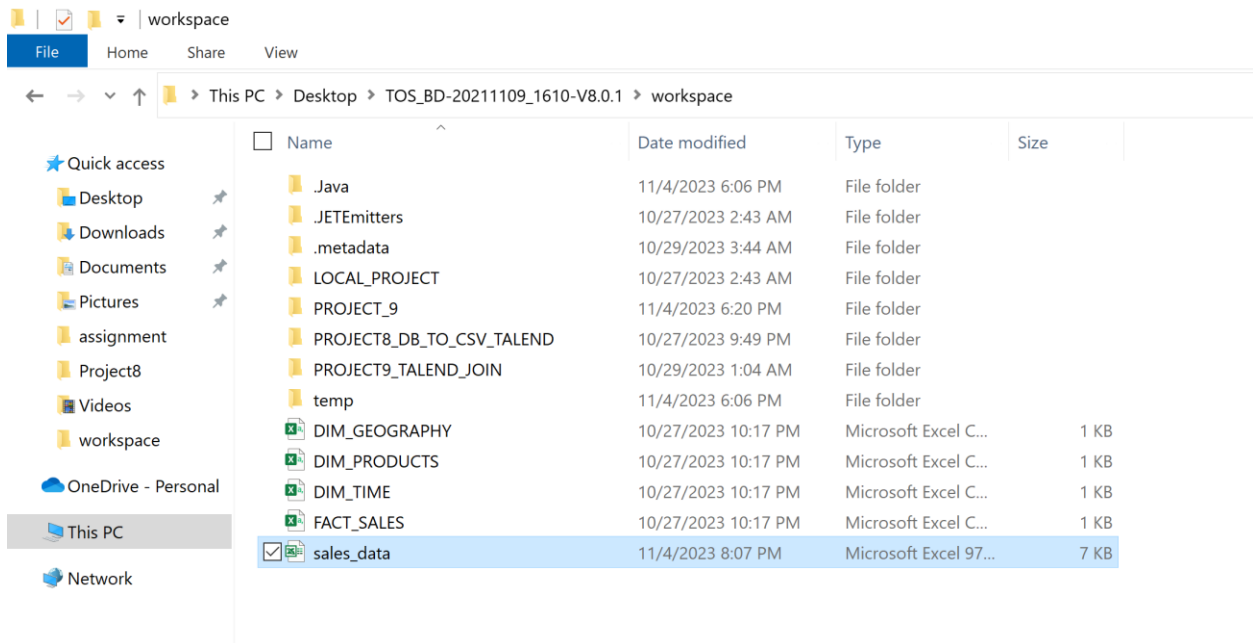 workspace
File Home Share View
This PC Desktop TOS_BD-20211109_1610-V8.0.1 workspace
Name Date modified Type Size
Quick access
Desktop
Downloads
Documents
Pictures
assignment
Project8
Videos
workspace
OneDrive - Personal
This PC
Network
.Java 11/4/2023 6:06 PM File folder
.JETEmitters 10/27/2023 2:43 AM File folder
.metadata 10/29/2023 3:44 AM File folder
LOCAL_PROJECT 10/27/2023 2:43 AM File folder
PROJECT_9 11/4/2023 6:20 PM File folder
PROJECT8_DB_TO_CSV_TALEND 10/27/2023 9:49 PM File folder
PROJECT9_TALEND_JOIN 10/29/2023 1:04 AM File folder
temp 11/4/2023 6:06 PM File folder
DIM_GEOGRAPHY 10/27/2023 10:17 PM Microsoft Excel C... 1 KB
DIM_PRODUCTS 10/27/2023 10:17 PM Microsoft Excel C... 1 KB
DIM_TIME 10/27/2023 10:17 PM Microsoft Excel C... 1 KB
FACT_SALES 10/27/2023 10:17 PM Microsoft Excel C... 1 KB
sales_data 11/4/2023 8:07 PM Microsoft Excel 97... 7 KB